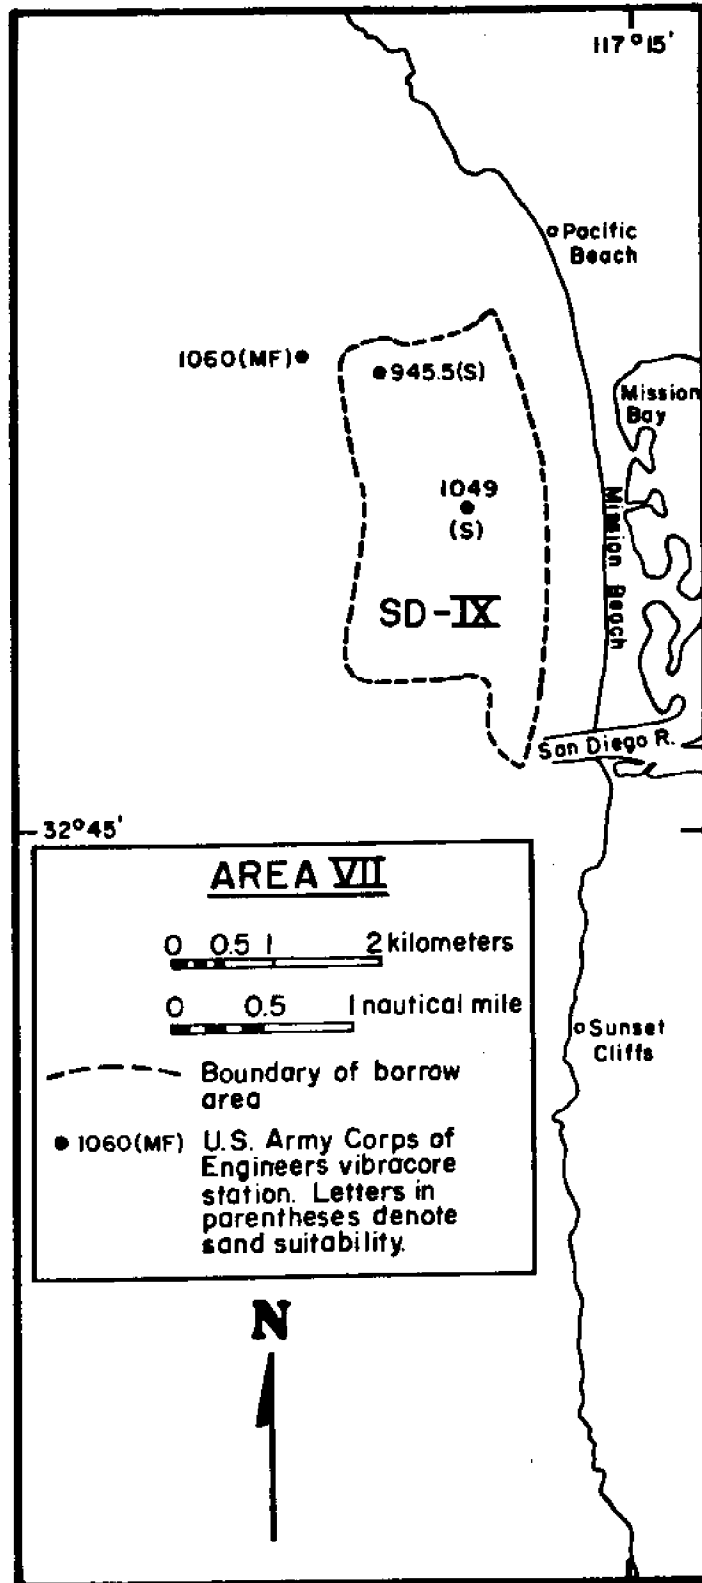 117°15'
Pacific
Beach
1060(MF)
945.5(S)
Mission
Bay
1049
(S)
Mission Beach
SD-IX
San Diego R.
32°45'
AREA VII
0 0.5 1 2 kilometers
0 0.5 1 nautical mile
Sunset
Cliffs
Boundary of borrow
area
1060(MF) U.S. Army Corps of
Engineers vibracore
station. Letters in
parentheses denote
sand suitability.
N